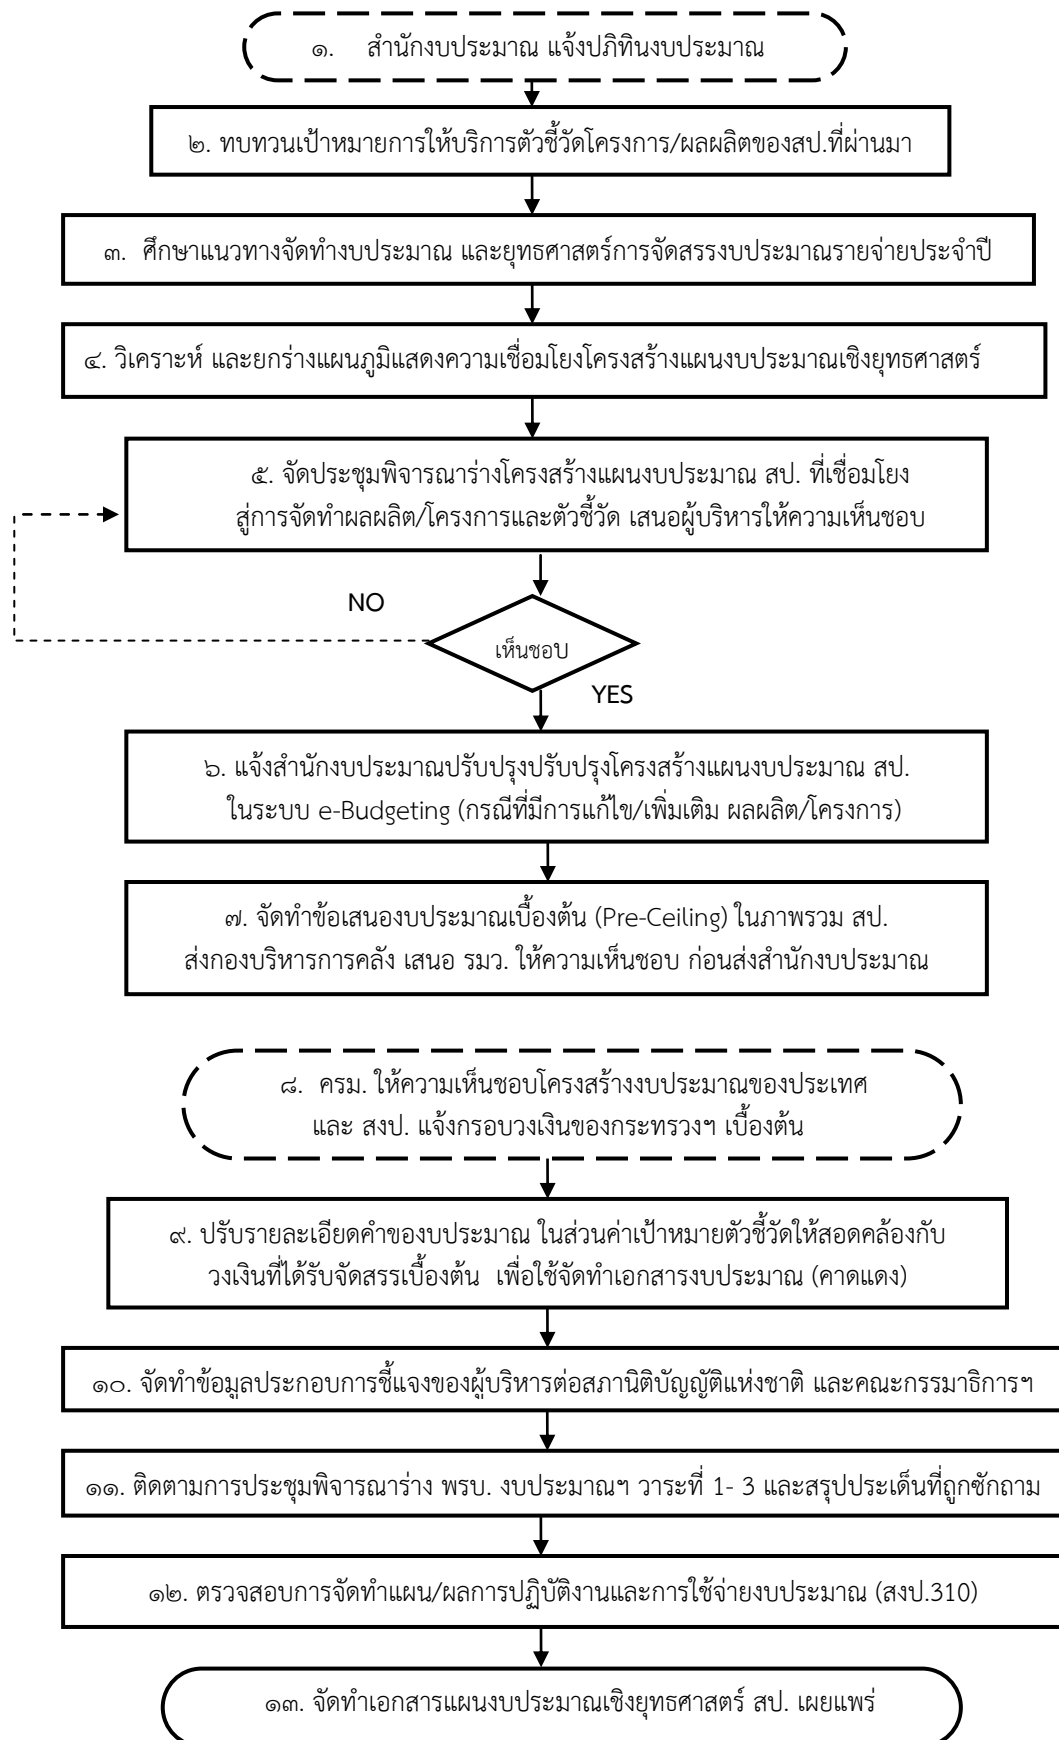 ๑. สำนักงบประมาณ แจ้งปฏิทินงบประมาณ
๒. ทบทวนเป้าหมายการให้บริการตัวชี้วัดโครงการ/ผลผลิตของสป.ที่ผ่านมา
๓. ศึกษาแนวทางจัดทำงบประมาณ และยุทธศาสตร์การจัดสรรงบประมาณรายจ่ายประจำปี
๔. วิเคราะห์ และยกร่างแผนภูมิแสดงความเชื่อมโยงโครงสร้างแผนงบประมาณเชิงยุทธศาสตร์
๕. จัดประชุมพิจารณาร่างโครงสร้างแผนงบประมาณ สป. ที่เชื่อมโยง
สู่การจัดทำผลผลิต/โครงการและตัวชี้วัด เสนอผู้บริหารให้ความเห็นชอบ
NO
เห็นชอบ
YES
๖. แจ้งสำนักงบประมาณปรับปรุงปรับปรุงโครงสร้างแผนงบประมาณ สป.
ในระบบ e-Budgeting (กรณีที่มีการแก้ไข/เพิ่มเติม ผลผลิต/โครงการ)
๗. จัดทำข้อเสนองบประมาณเบื้องต้น (Pre-Ceiling) ในภาพรวม สป.
ส่งกองบริหารการคลัง เสนอ รมว. ให้ความเห็นชอบ ก่อนส่งสำนักงบประมาณ
๘. ครม. ให้ความเห็นชอบโครงสร้างงบประมาณของประเทศ
และ สงป. แจ้งกรอบวงเงินของกระทรวงฯ เบื้องต้น
๙. ปรับรายละเอียดคำของบประมาณ ในส่วนค่าเป้าหมายตัวชี้วัดให้สอดคล้องกับ
วงเงินที่ได้รับจัดสรรเบื้องต้น เพื่อใช้จัดทำเอกสารงบประมาณ (คาดแดง)
๑๐. จัดทำข้อมูลประกอบการชี้แจงของผู้บริหารต่อสภานิติบัญญัติแห่งชาติ และคณะกรรมาธิการฯ
๑๑. ติดตามการประชุมพิจารณาร่าง พรบ. งบประมาณฯ วาระที่ 1- 3 และสรุปประเด็นที่ถูกซักถาม
๑๒. ตรวจสอบการจัดทำแผน/ผลการปฏิบัติงานและการใช้จ่ายงบประมาณ (สงป.310)
๑๓. จัดทำเอกสารแผนงบประมาณเชิงยุทธศาสตร์ สป. เผยแพร่